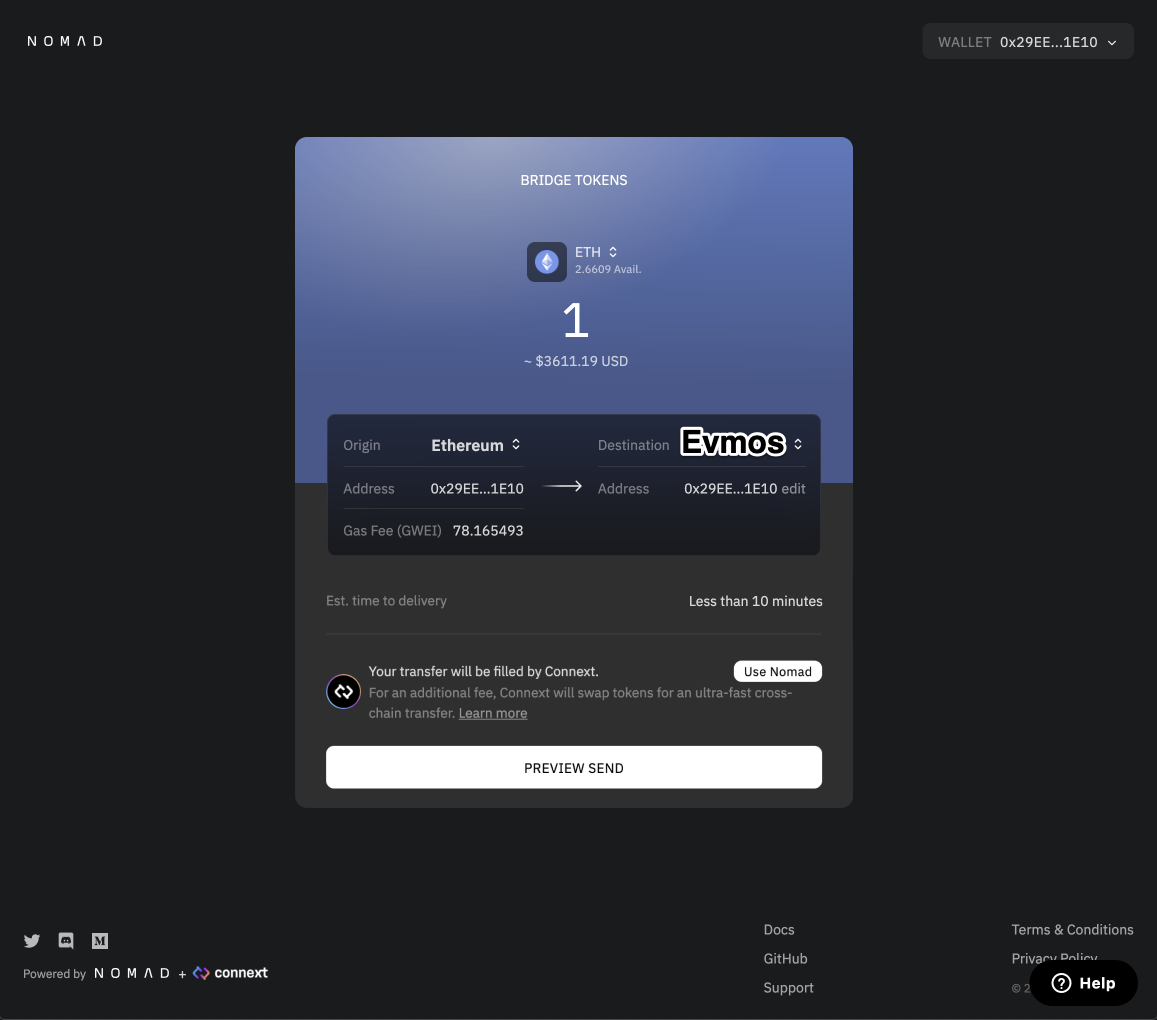 NOMAD
WALLET 0x29EE...1E10
BRIDGE TOKENS
ETH
2.6609 Avail.
1
~ $3611.19 USD
Origin Ethereum
Destination Evmos
Address 0x29EE...1E10
Address 0x29EE...1E10 edit
Gas Fee (GWEI) 78.165493
Est. time to delivery Less than 10 minutes
Your transfer will be filled by Connext. Use Nomad
For an additional fee, Connext will swap tokens for an ultra-fast cross-
chain transfer. Learn more
PREVIEW SEND
Docs
GitHub
Support
Terms & Conditions
Privacy Policy
© 2
Help
M
Powered by NOMAD + connext